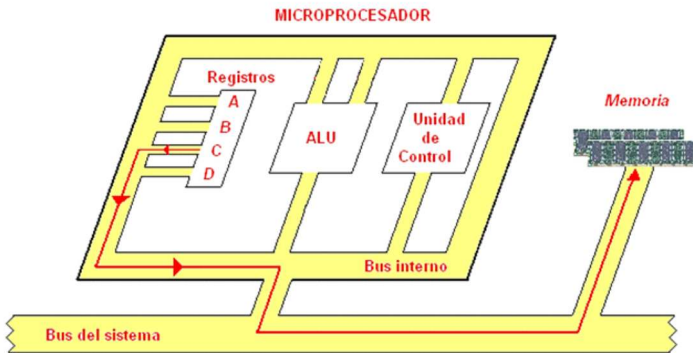 MICROPROCESADOR
Registros
A
B
C
D
ALU
Unidad
de
Control
Memoria
Bus interno
Bus del sistema